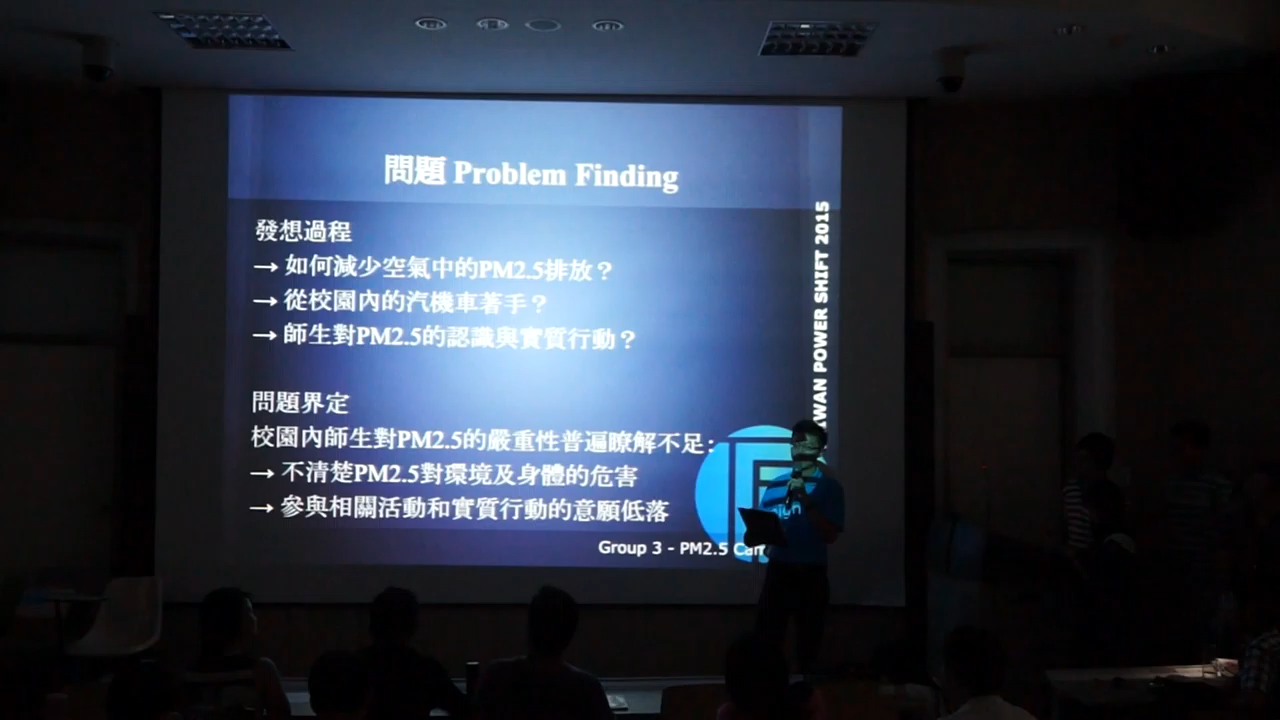 問題 Problem Finding
發想過程
→ 如何減少空氣中的PM2.5排放？
→ 從校園內的汽機車著手？
→ 師生對PM2.5的認識與實質行動？
問題界定
校園內師生對PM2.5的嚴重性普遍瞭解不足：
→ 不清楚PM2.5對環境及身體的危害
→ 參與相關活動和實質行動的意願低落
POWER SHIFT 2015
Group 3 - PM2.5